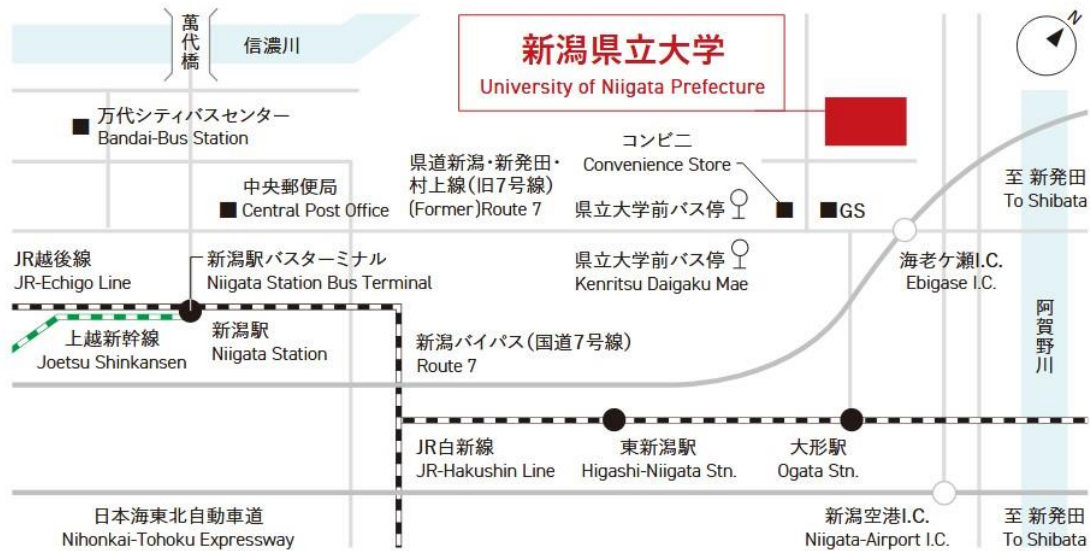 萬代橋
信濃川
新潟県立大学
University of Niigata Prefecture
N
万代シティバスセンター
Bandai-Bus Station
コンビニ
Convenience Store
県道新潟・新発田・
村上線(旧7号線)
(Former)Route 7
中央郵便局
Central Post Office
県立大学前バス停
GS
至 新発田
To Shibata
JR越後線
JR-Echigo Line
新潟駅バスターミナル
Niigata Station Bus Terminal
県立大学前バス停
Kenritsu Daigaku Mae
海老ケ瀬I.C.
Ebigase I.C.
阿賀野川
上越新幹線
Joetsu Shinkansen
新潟駅
Niigata Station
新潟バイパス(国道7号線)
Route 7
JR白新線
JR-Hakushin Line
東新潟駅
Higashi-Niigata Stn.
大形駅
Ogata Stn.
日本海東北自動車道
Nihonkai-Tohoku Expressway
新潟空港I.C.
Niigata-Airport I.C.
至 新発田
To Shibata